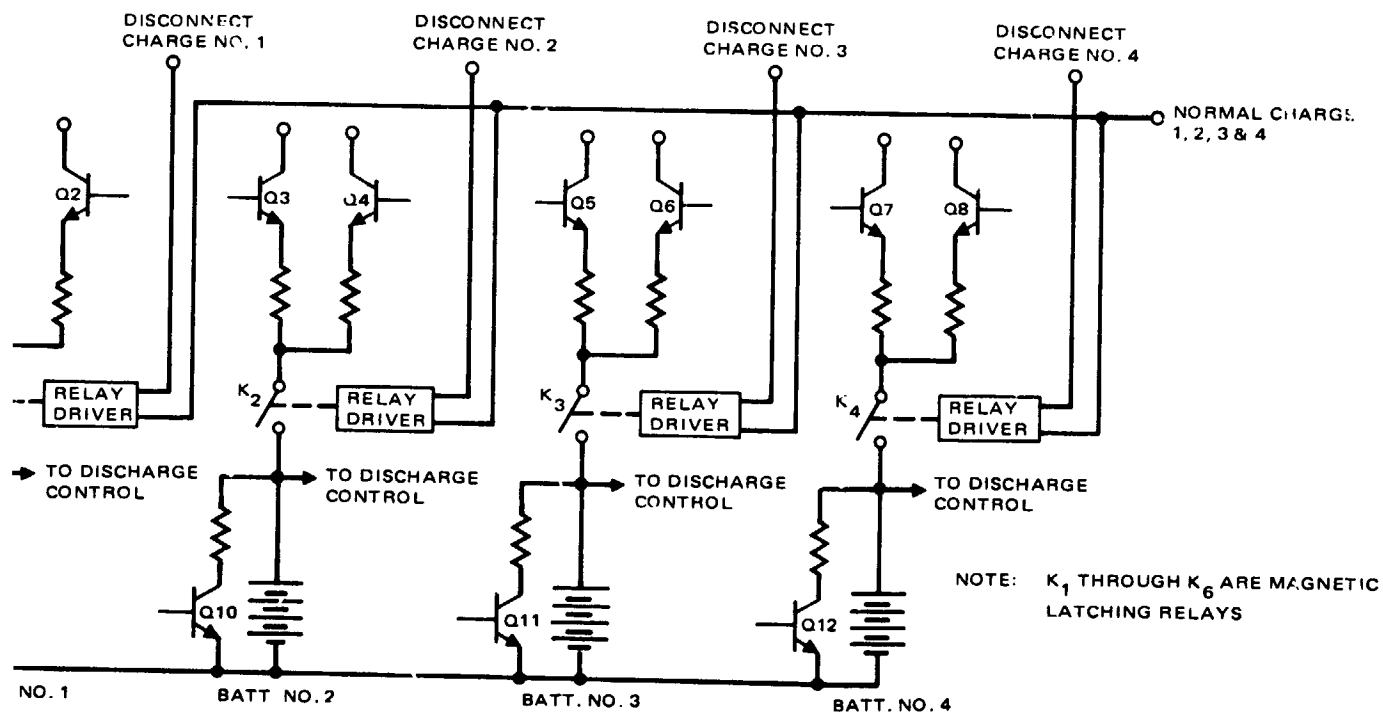 DISCONNECT
CHARGE NO. 1
DISCONNECT
CHARGE NO. 2
DISCONNECT
CHARGE NO. 3
DISCONNECT
CHARGE NO. 4
NORMAL CHARGE
1, 2, 3 & 4
Q2
Q3
Q4
Q5
Q6
Q7
Q8
RELAY
DRIVER
K2
RELAY
DRIVER
K3
RELAY
DRIVER
K4
RELAY
DRIVER
TO DISCHARGE
CONTROL
TO DISCHARGE
CONTROL
TO DISCHARGE
CONTROL
TO DISCHARGE
CONTROL
Q10
Q11
Q12
NOTE: K1 THROUGH K6 ARE MAGNETIC
LATCHING RELAYS
NO. 1
BATT NO. 2
BATT. NO. 3
BATT. NO. 4